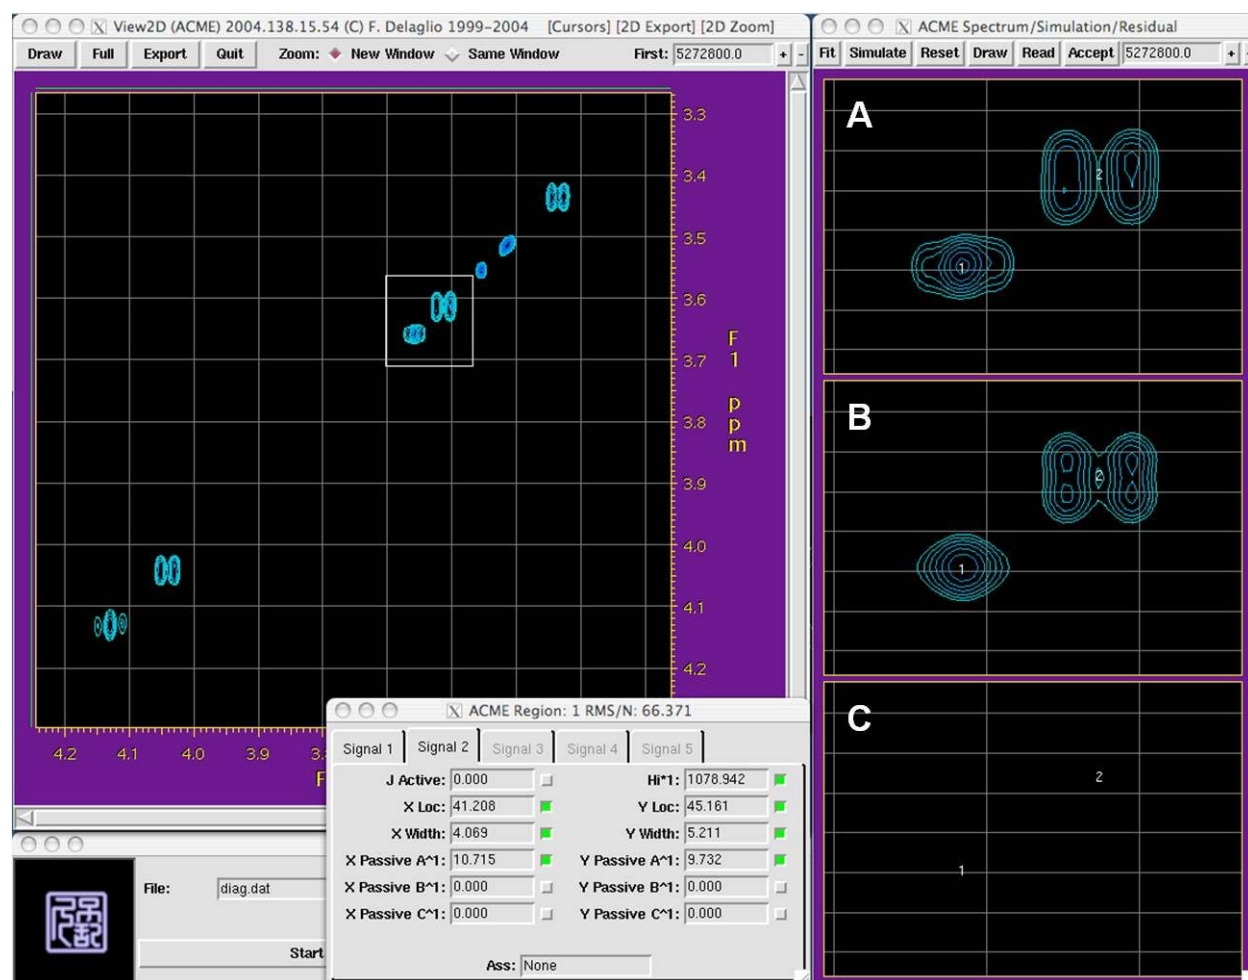 X View2D (ACME) 2004.138.15.54 (C) F. Delaglio 1999-2004 [Cursors] [2D Export] [2D Zoom]
Draw Full Export Quit Zoom: New Window Same Window First: 5272800.0 + -
3.3
3.4
3.5
3.6
3.7
3.8
3.9
4.0
4.1
4.2
F1 ppm
4.2 4.1 4.0 3.9 3.
F
X ACME Spectrum/Simulation/Residual
Fit Simulate Reset Draw Read Accept 5272800.0 + -
A
2
1
B
2
1
C
2
1
X ACME Region: 1 RMS/N: 66.371
Signal 1 Signal 2 Signal 3 Signal 4 Signal 5
J Active: 0.000 Hi*1: 1078.942
X Loc: 41.208 Y Loc: 45.161
X Width: 4.069 Y Width: 5.211
X Passive A^1: 10.715 Y Passive A^1: 9.732
X Passive B^1: 0.000 Y Passive B^1: 0.000
X Passive C^1: 0.000 Y Passive C^1: 0.000
Ass: None
File: diag.dat
Start